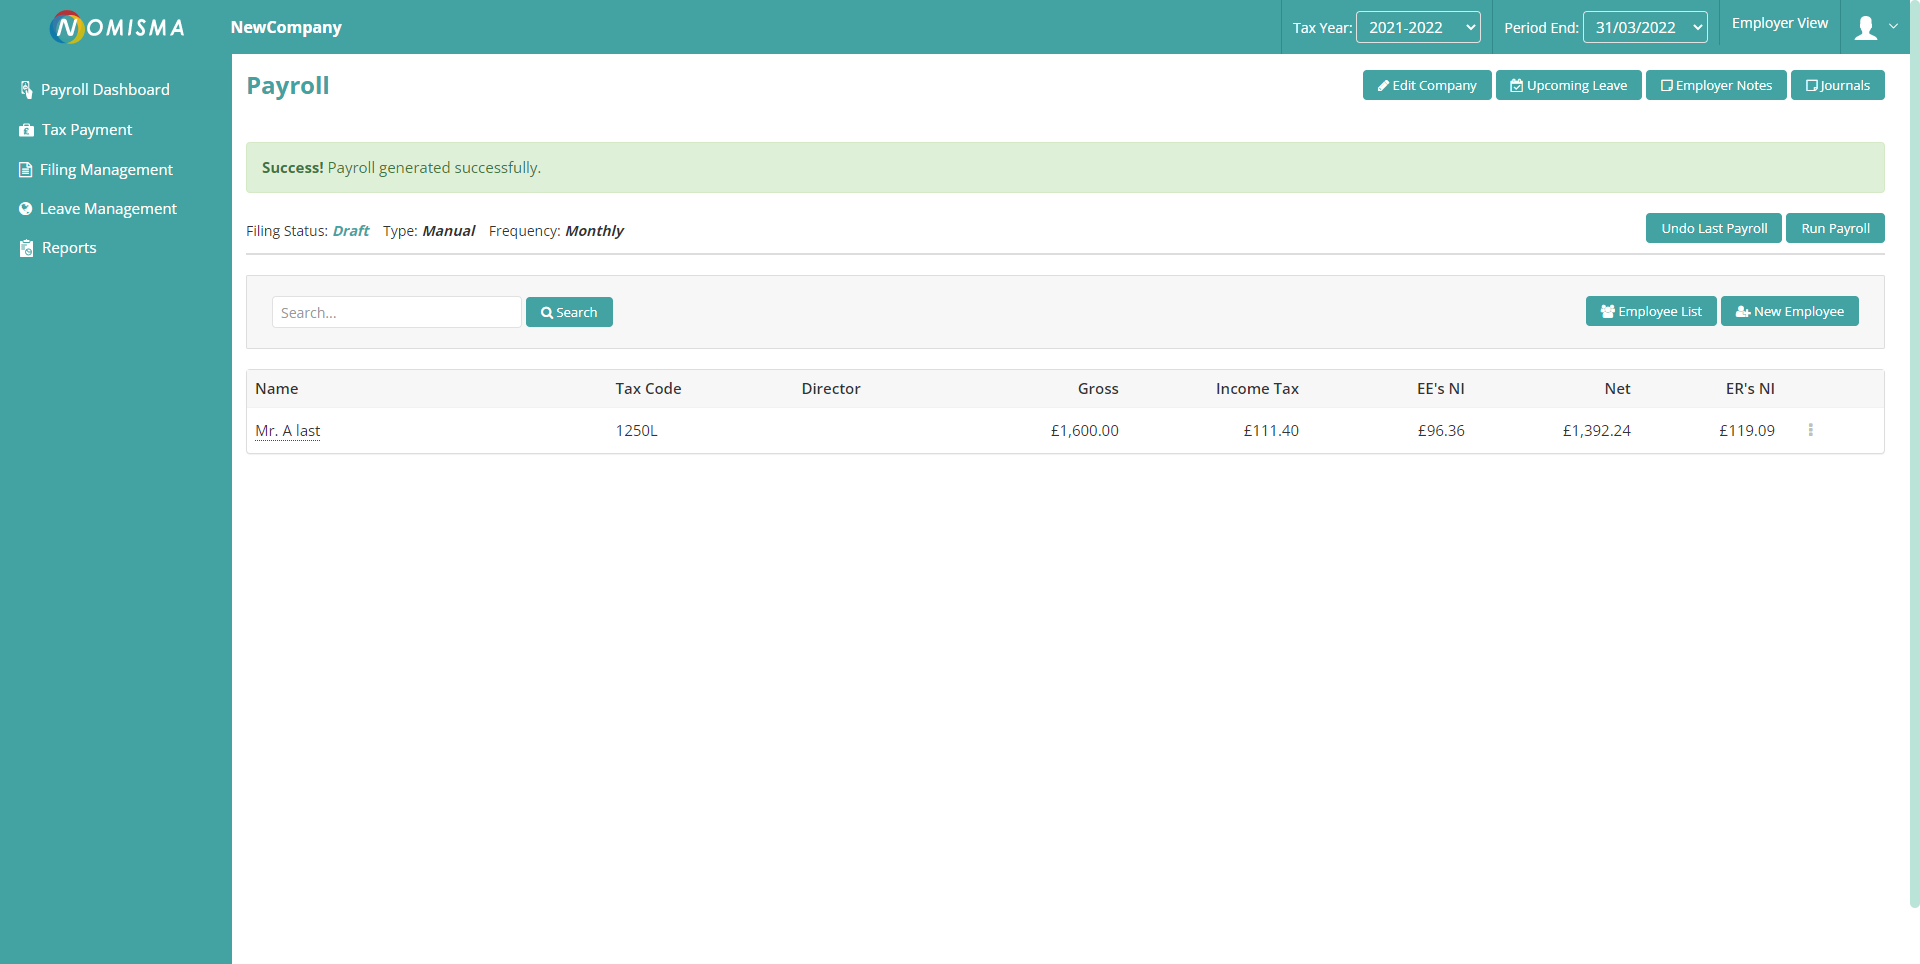 NOMISMA
NewCompany
Tax Year: 2021-2022
Period End: 31/03/2022
Employer View
Payroll Dashboard
Tax Payment
Filing Management
Leave Management
Reports
Payroll
Edit Company
Upcoming Leave
Employer Notes
Journals
Success! Payroll generated successfully.
Filing Status: Draft Type: Manual Frequency: Monthly
Undo Last Payroll
Run Payroll
Search...
Search
Employee List
New Employee
Name Tax Code Director Gross Income Tax EE's NI Net ER's NI
Mr. A last 1250L £1,600.00 £111.40 £96.36 £1,392.24 £119.09